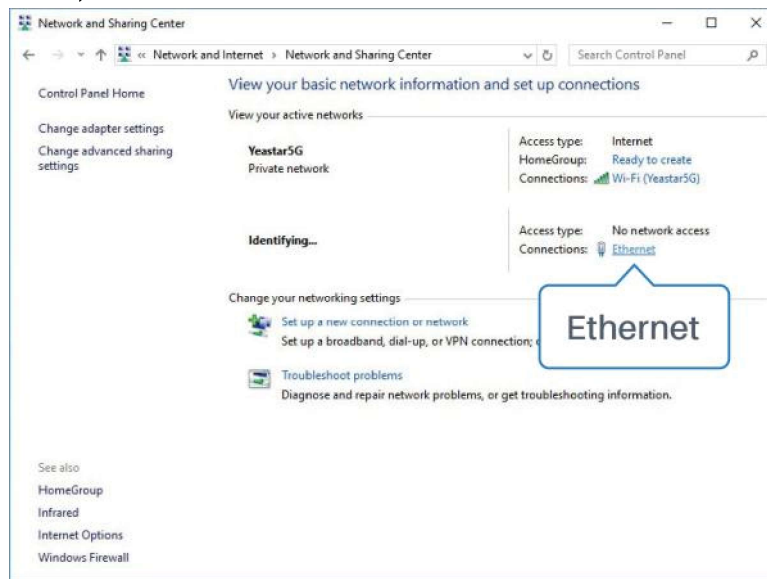 Network and Sharing Center
« Network and Internet › Network and Sharing Center
Search Control Panel
Control Panel Home
Change adapter settings
Change advanced sharing
settings
View your basic network information and set up connections
View your active networks
Yeastar5G
Private network
Access type: Internet
HomeGroup: Ready to create
Connections: Wi-Fi (Yeastar5G)
Identifying...
Access type: No network access
Connections: Ethernet
Ethernet
Change your networking settings
Set up a new connection or network
Set up a broadband, dial-up, or VPN connection;
Troubleshoot problems
Diagnose and repair network problems, or get troubleshooting information.
See also
HomeGroup
Infrared
Internet Options
Windows Firewall